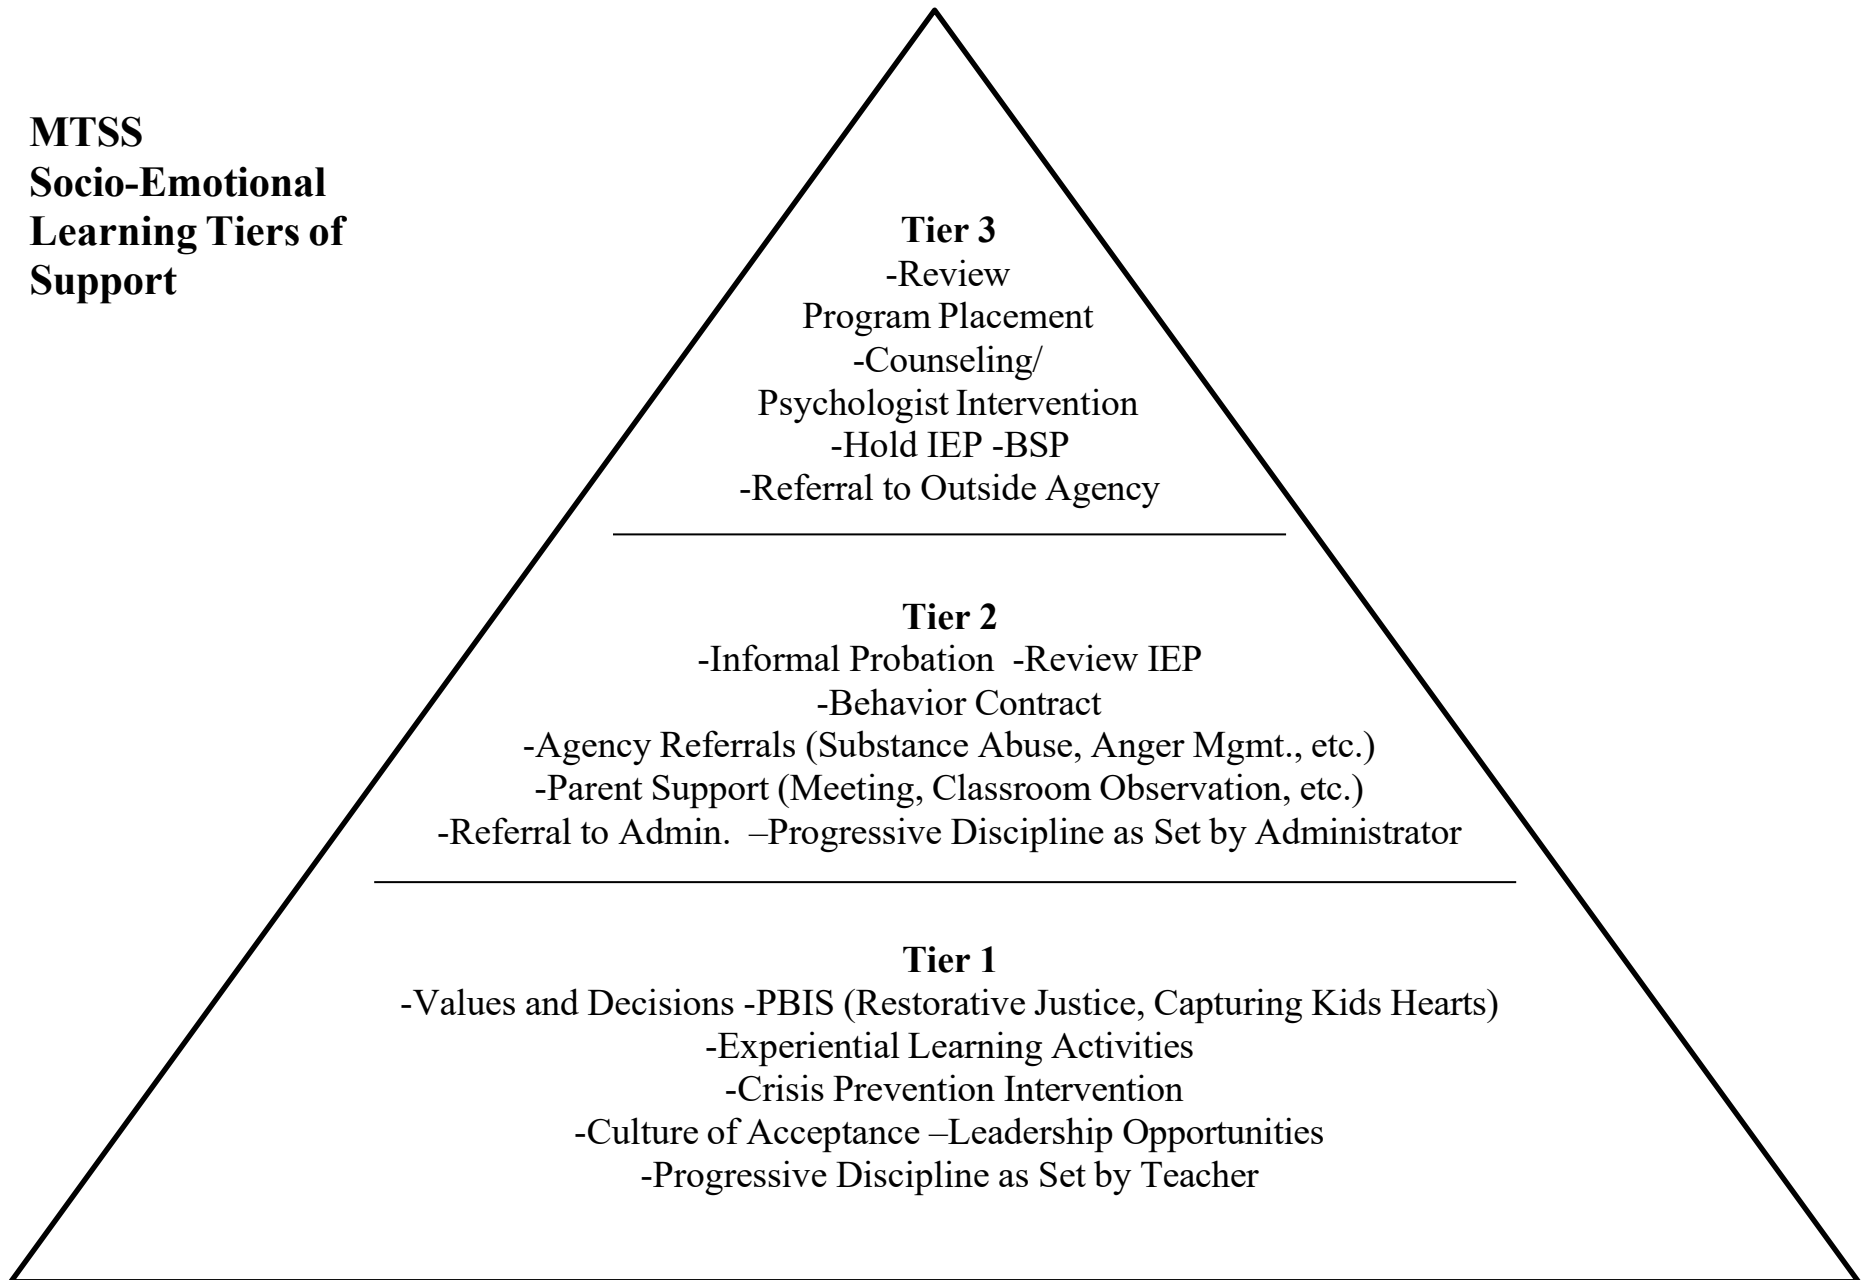 MTSS
Socio-Emotional
Learning Tiers of
Support
Tier 3
-Review
Program Placement
-Counseling/
Psychologist Intervention
-Hold IEP -BSP
-Referral to Outside Agency
Tier 2
-Informal Probation  -Review IEP
-Behavior Contract
-Agency Referrals (Substance Abuse, Anger Mgmt., etc.)
-Parent Support (Meeting, Classroom Observation, etc.)
-Referral to Admin.  –Progressive Discipline as Set by Administrator
Tier 1
-Values and Decisions -PBIS (Restorative Justice, Capturing Kids Hearts)
-Experiential Learning Activities
-Crisis Prevention Intervention
-Culture of Acceptance –Leadership Opportunities
-Progressive Discipline as Set by Teacher